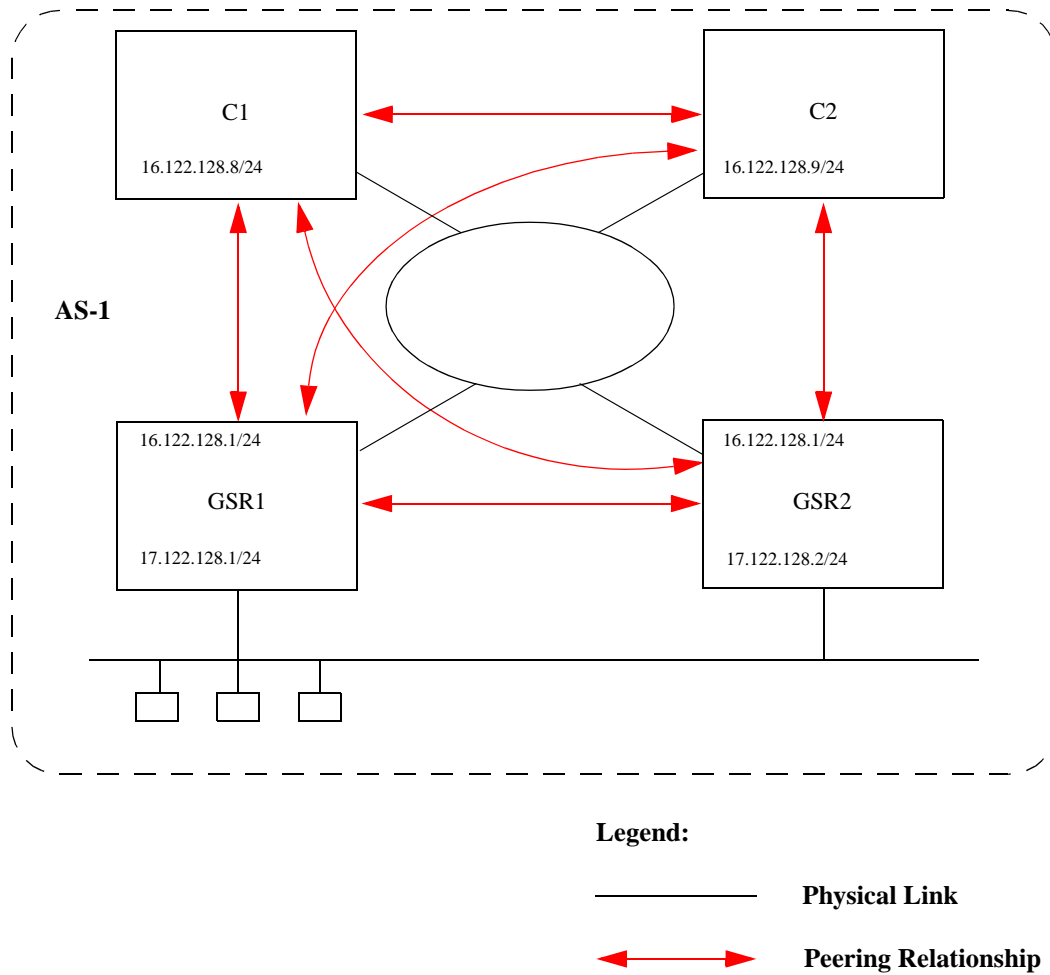 C1
C2
16.122.128.8/24
16.122.128.9/24
AS-1
16.122.128.1/24
16.122.128.1/24
GSR1
GSR2
17.122.128.1/24
17.122.128.2/24
Legend:
Physical Link
Peering Relationship